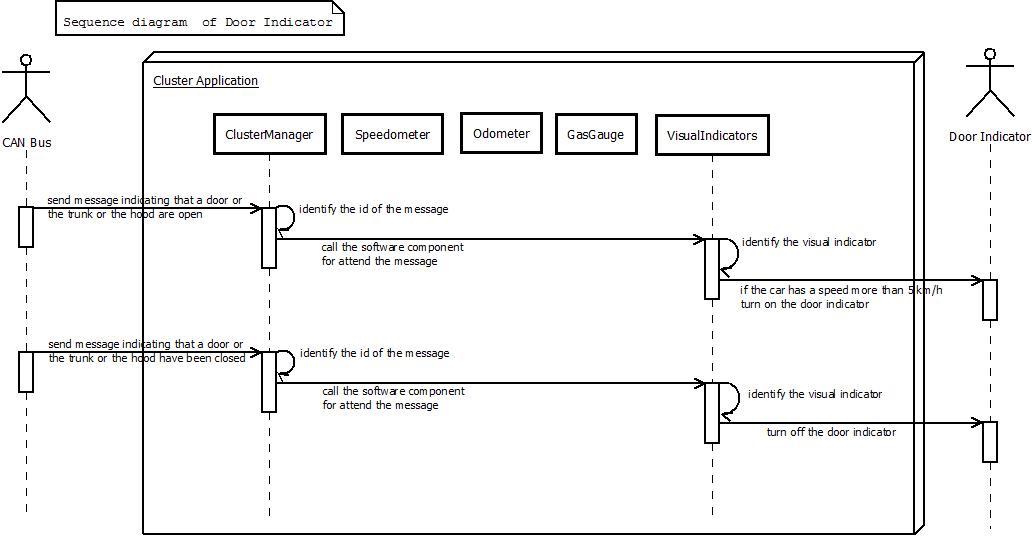 Sequence diagram of Door Indicator
Cluster Application
CAN Bus
Door Indicator
ClusterManager
Speedometer
Odometer
GasGauge
VisualIndicators
send message indicating that a door or
the trunk or the hood are open
identify the id of the message
call the software component
for attend the message
identify the visual indicator
if the car has a speed more than 5 km/h
turn on the door indicator
send message indicating that a door or
the trunk or the hood have been closed
identify the id of the message
call the software component
for attend the message
identify the visual indicator
turn off the door indicator